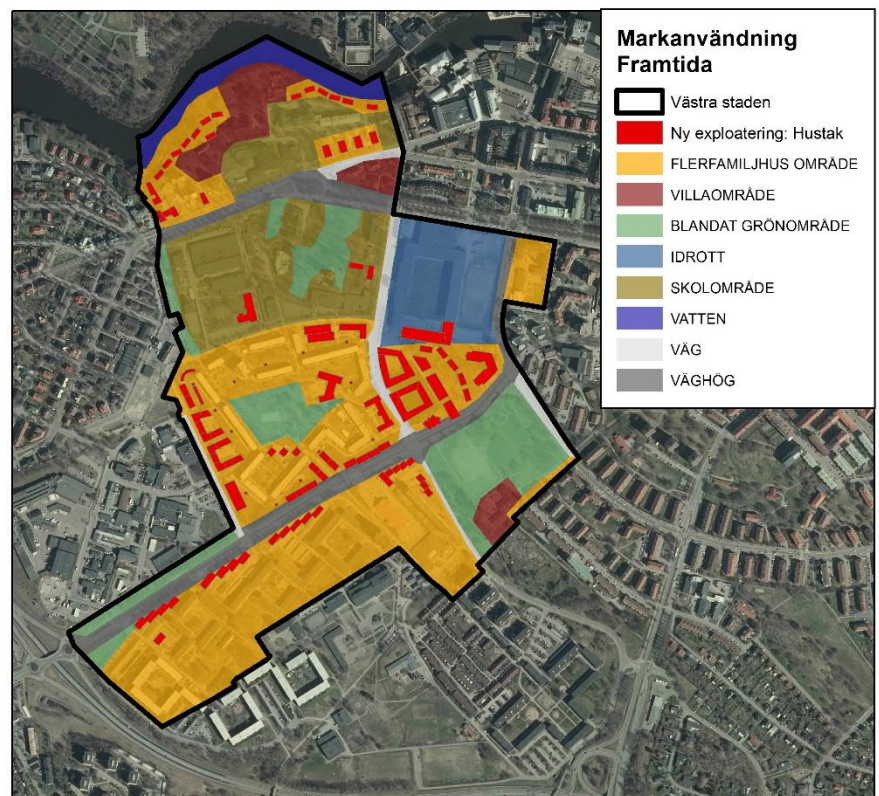 Markanvändning
Framtida
Västra staden
Ny exploatering: Hustak
FLERFAMILJHUS OMRÅDE
VILLAOMRÅDE
BLANDAT GRÖNOMRÅDE
IDROTT
SKOLOMRÅDE
VATTEN
VÄG
VÄGHÖG